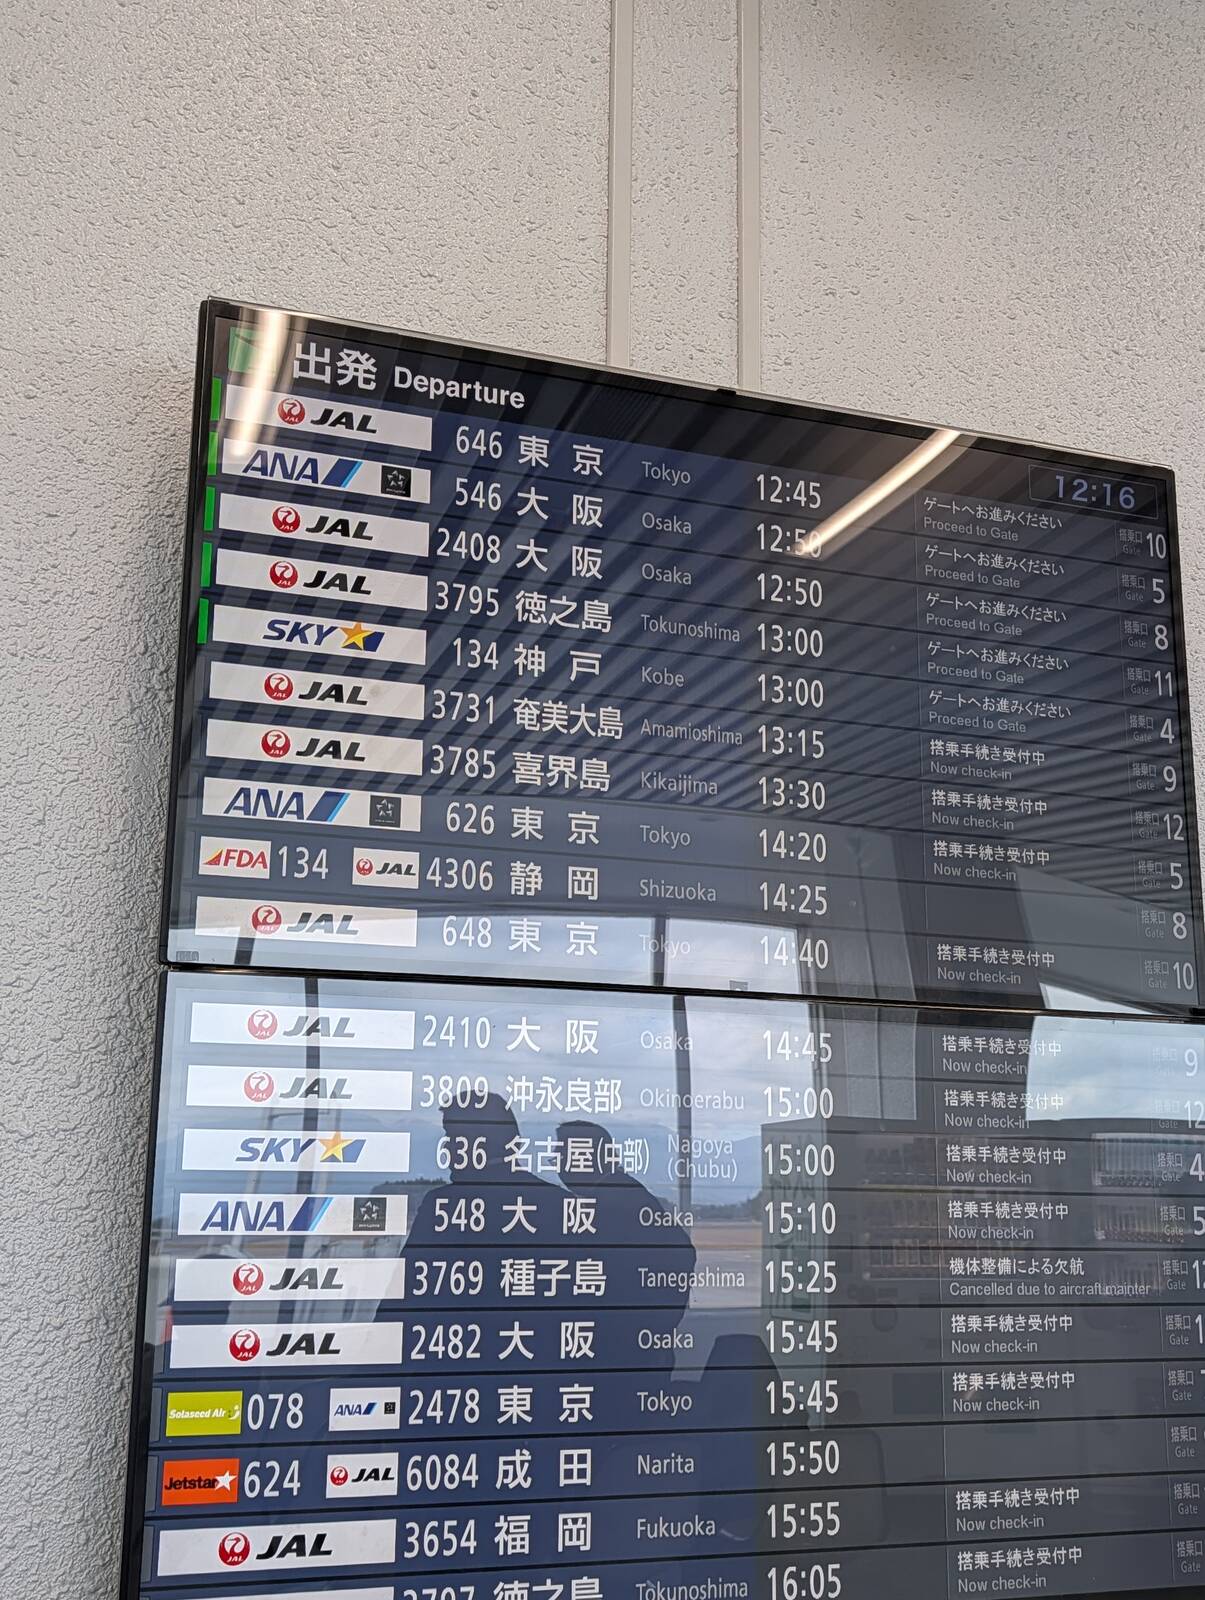 出発 Departure
12:16
JAL 646 東京 Tokyo 12:45 ゲートへお進みください Proceed to Gate 搭乗口 Gate 10
ANA 546 大阪 Osaka 12:50 ゲートへお進みください Proceed to Gate 搭乗口 Gate 5
JAL 2408 大阪 Osaka 12:50 ゲートへお進みください Proceed to Gate 搭乗口 Gate 8
JAL 3795 徳之島 Tokunoshima 13:00 ゲートへお進みください Proceed to Gate 搭乗口 Gate 11
SKY 134 神戸 Kobe 13:00 ゲートへお進みください Proceed to Gate 搭乗口 Gate 4
JAL 3731 奄美大島 Amamioshima 13:15 搭乗手続き受付中 Now check-in 搭乗口 Gate 9
JAL 3785 喜界島 Kikaijima 13:30 搭乗手続き受付中 Now check-in 搭乗口 Gate 12
ANA 626 東京 Tokyo 14:20 搭乗手続き受付中 Now check-in 搭乗口 Gate 5
FDA 134 JAL 4306 静岡 Shizuoka 14:25 搭乗口 Gate 8
JAL 648 東京 Tokyo 14:40 搭乗手続き受付中 Now check-in 搭乗口 Gate 10
JAL 2410 大阪 Osaka 14:45 搭乗手続き受付中 Now check-in 搭乗口 Gate 9
JAL 3809 沖永良部 Okinoerabu 15:00 搭乗手続き受付中 Now check-in 搭乗口 Gate 12
SKY 636 名古屋(中部) Nagoya (Chubu) 15:00 搭乗手続き受付中 Now check-in 搭乗口 Gate 4
ANA 548 大阪 Osaka 15:10 搭乗手続き受付中 Now check-in 搭乗口 Gate 5
JAL 3769 種子島 Tanegashima 15:25 機体整備による欠航 Cancelled due to aircraft mainter 搭乗口 Gate
JAL 2482 大阪 Osaka 15:45 搭乗手続き受付中 Now check-in 搭乗口 Gate
Solaseed Air 078 ANA 2478 東京 Tokyo 15:45 搭乗手続き受付中 Now check-in 搭乗口 Gate
Jetstar 624 JAL 6084 成田 Narita 15:50 搭乗口 Gate
JAL 3654 福岡 Fukuoka 15:55 搭乗手続き受付中 Now check-in 搭乗口 Gate
徳之島 Tokunoshima 16:05 搭乗手続き受付中 Now check-in 搭乗口